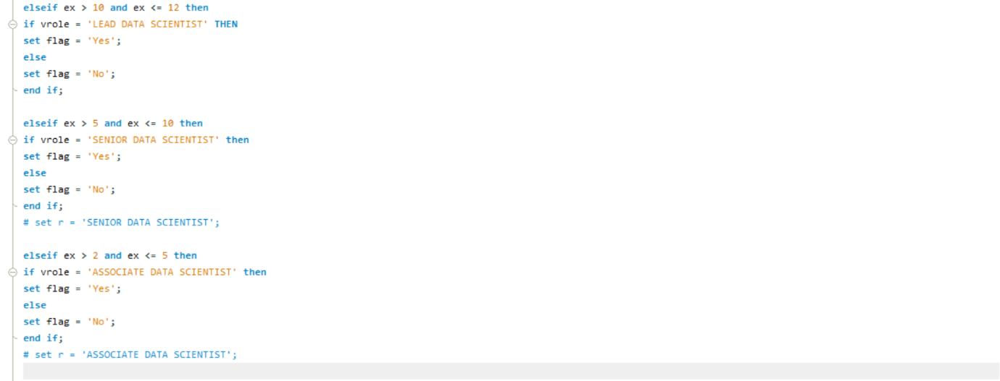 elseif ex > 10 and ex <= 12 then
if vrole = 'LEAD DATA SCIENTIST' THEN
set flag = 'Yes';
else
set flag = 'No';
end if;
elseif ex > 5 and ex <= 10 then
if vrole = 'SENIOR DATA SCIENTIST' then
set flag = 'Yes';
else
set flag = 'No';
end if;
# set r = 'SENIOR DATA SCIENTIST';
elseif ex > 2 and ex <= 5 then
if vrole = 'ASSOCIATE DATA SCIENTIST' then
set flag = 'Yes';
else
set flag = 'No';
end if;
# set r = 'ASSOCIATE DATA SCIENTIST';